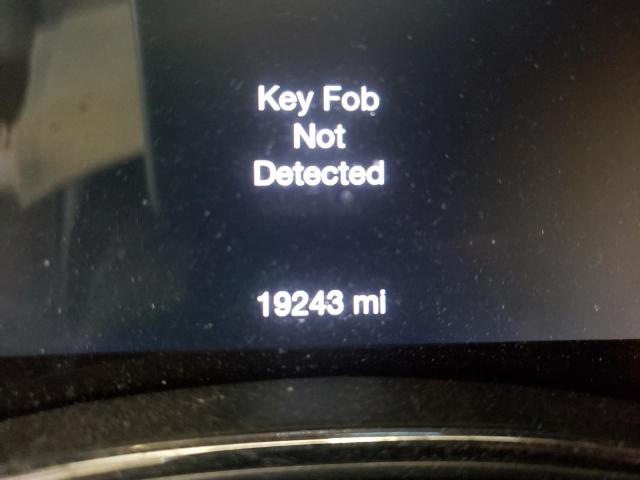 Key Fob
Not
Detected
19243 mi